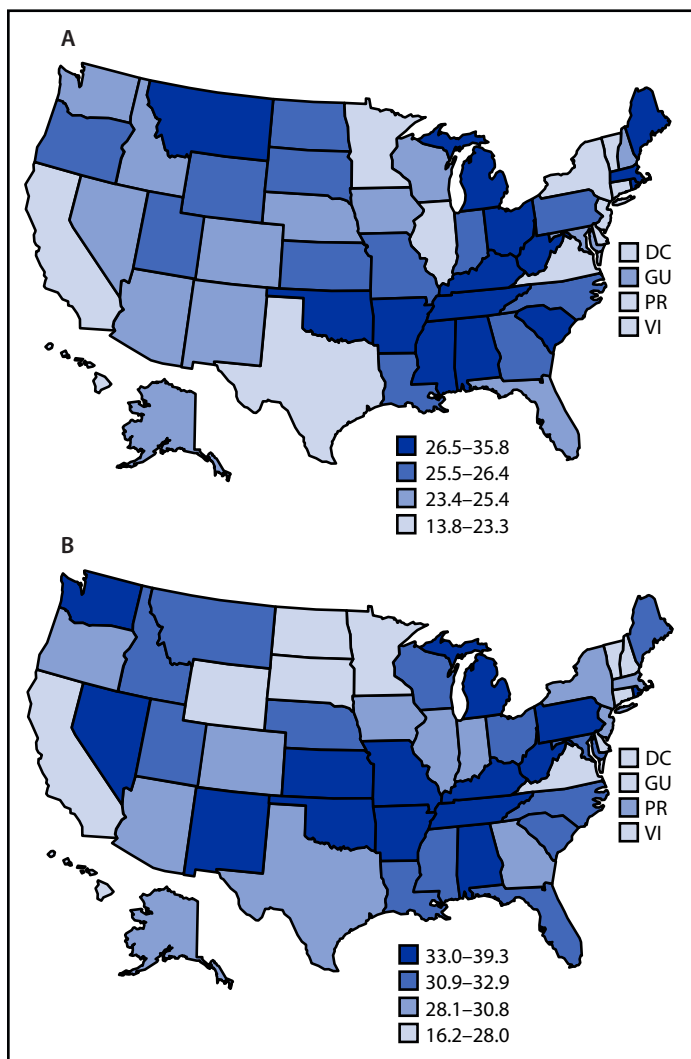 A
DC
GU
PR
VI
26.5–35.8
25.5–26.4
23.4–25.4
13.8–23.3
B
DC
GU
PR
VI
33.0–39.3
30.9–32.9
28.1–30.8
16.2–28.0